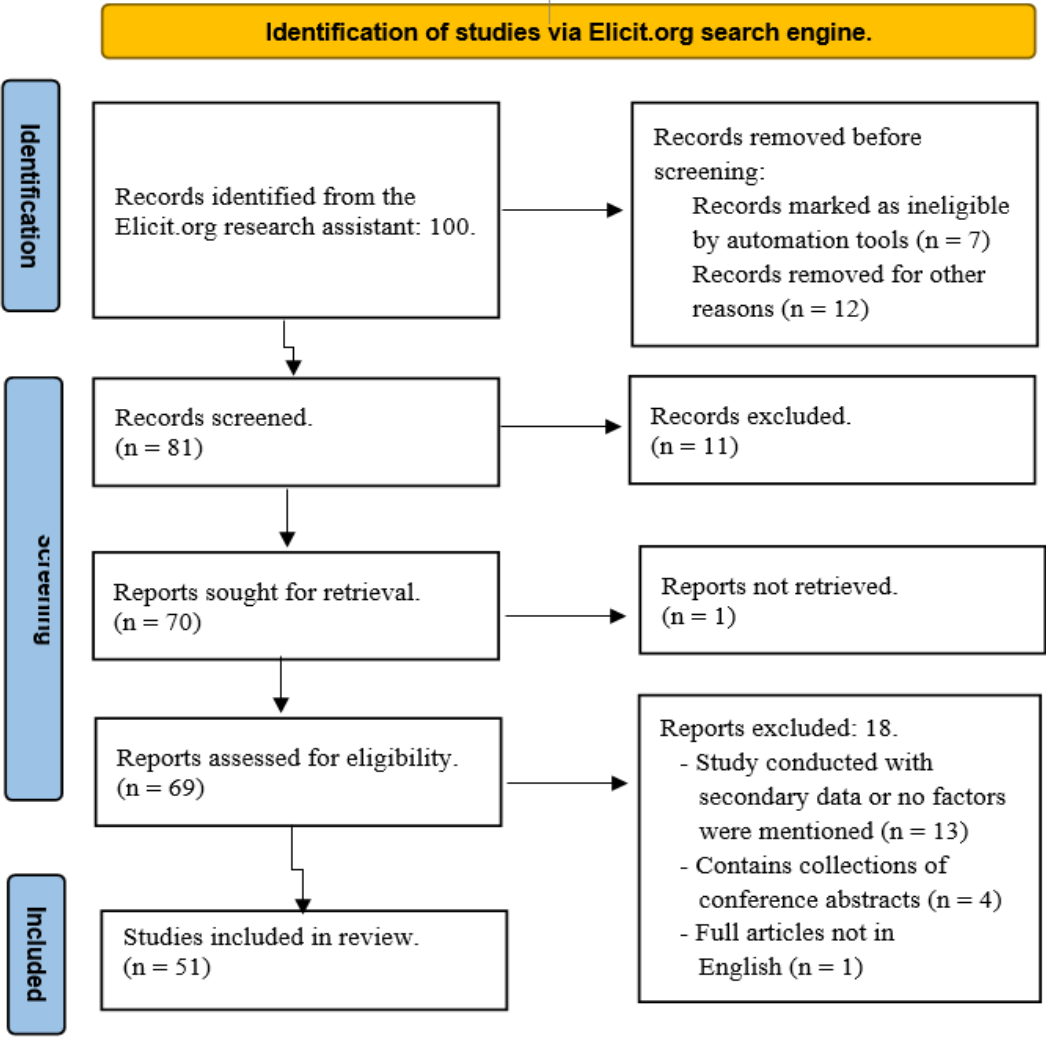 Identification of studies via Elicit.org search engine.
Identification
Records identified from the
Elicit.org research assistant: 100.
Records removed before
screening:
Records marked as ineligible
by automation tools (n = 7)
Records removed for other
reasons (n = 12)
Screening
Records screened.
(n = 81)
Records excluded.
(n = 11)
Reports sought for retrieval.
(n = 70)
Reports not retrieved.
(n = 1)
Reports assessed for eligibility.
(n = 69)
Reports excluded: 18.
- Study conducted with
secondary data or no factors
were mentioned (n = 13)
- Contains collections of
conference abstracts (n = 4)
- Full articles not in
English (n = 1)
Included
Studies included in review.
(n = 51)